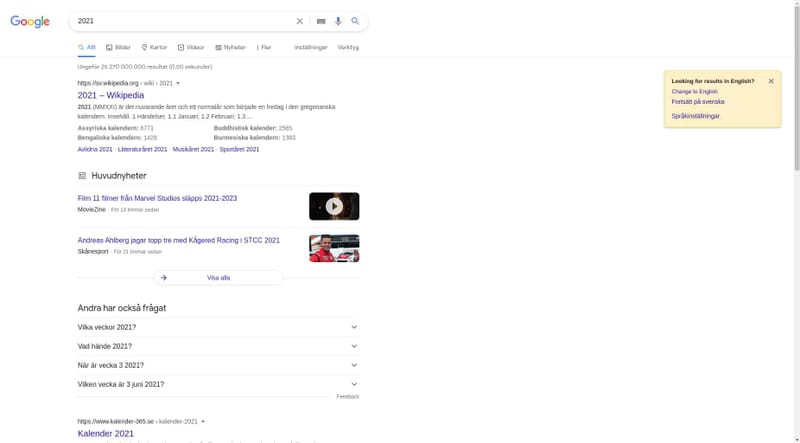 Google
2021
Allt Bilder Kartor Videor Nyheter Fler Inställningar Verktyg
Ungefär 25 270 000 000 resultat (0,60 sekunder)
https://sv.wikipedia.org › wiki › 2021
2021 – Wikipedia
2021 (MMXXI) är det nuvarande året och ett normalår som började en fredag i den gregorianska
kalendern. Innehåll. 1 Händelser. 1.1 Januari; 1.2 Februari; 1.3 ...
Assyriska kalendern: 6771 Buddhistisk kalender: 2565
Bengaliska kalendern: 1428 Burmesiska kalendern: 1383
Avlidna 2021 · Litteraturåret 2021 · Musikåret 2021 · Sportåret 2021
Huvudnyheter
Film 11 filmer från Marvel Studios släpps 2021-2023
MovieZine · För 14 timmar sedan
Andreas Ahlberg jagar topp tre med Kågered Racing i STCC 2021
Skånesport · För 21 timmar sedan
Visa alla
Andra har också frågat
Vilka veckor 2021?
Vad hände 2021?
När är vecka 3 2021?
Vilken vecka är 3 juni 2021?
Feedback
https://www.kalender-365.se › kalender-2021
Kalender 2021
Looking for results in English?
Change to English
Fortsätt på svenska
Språkinställningar